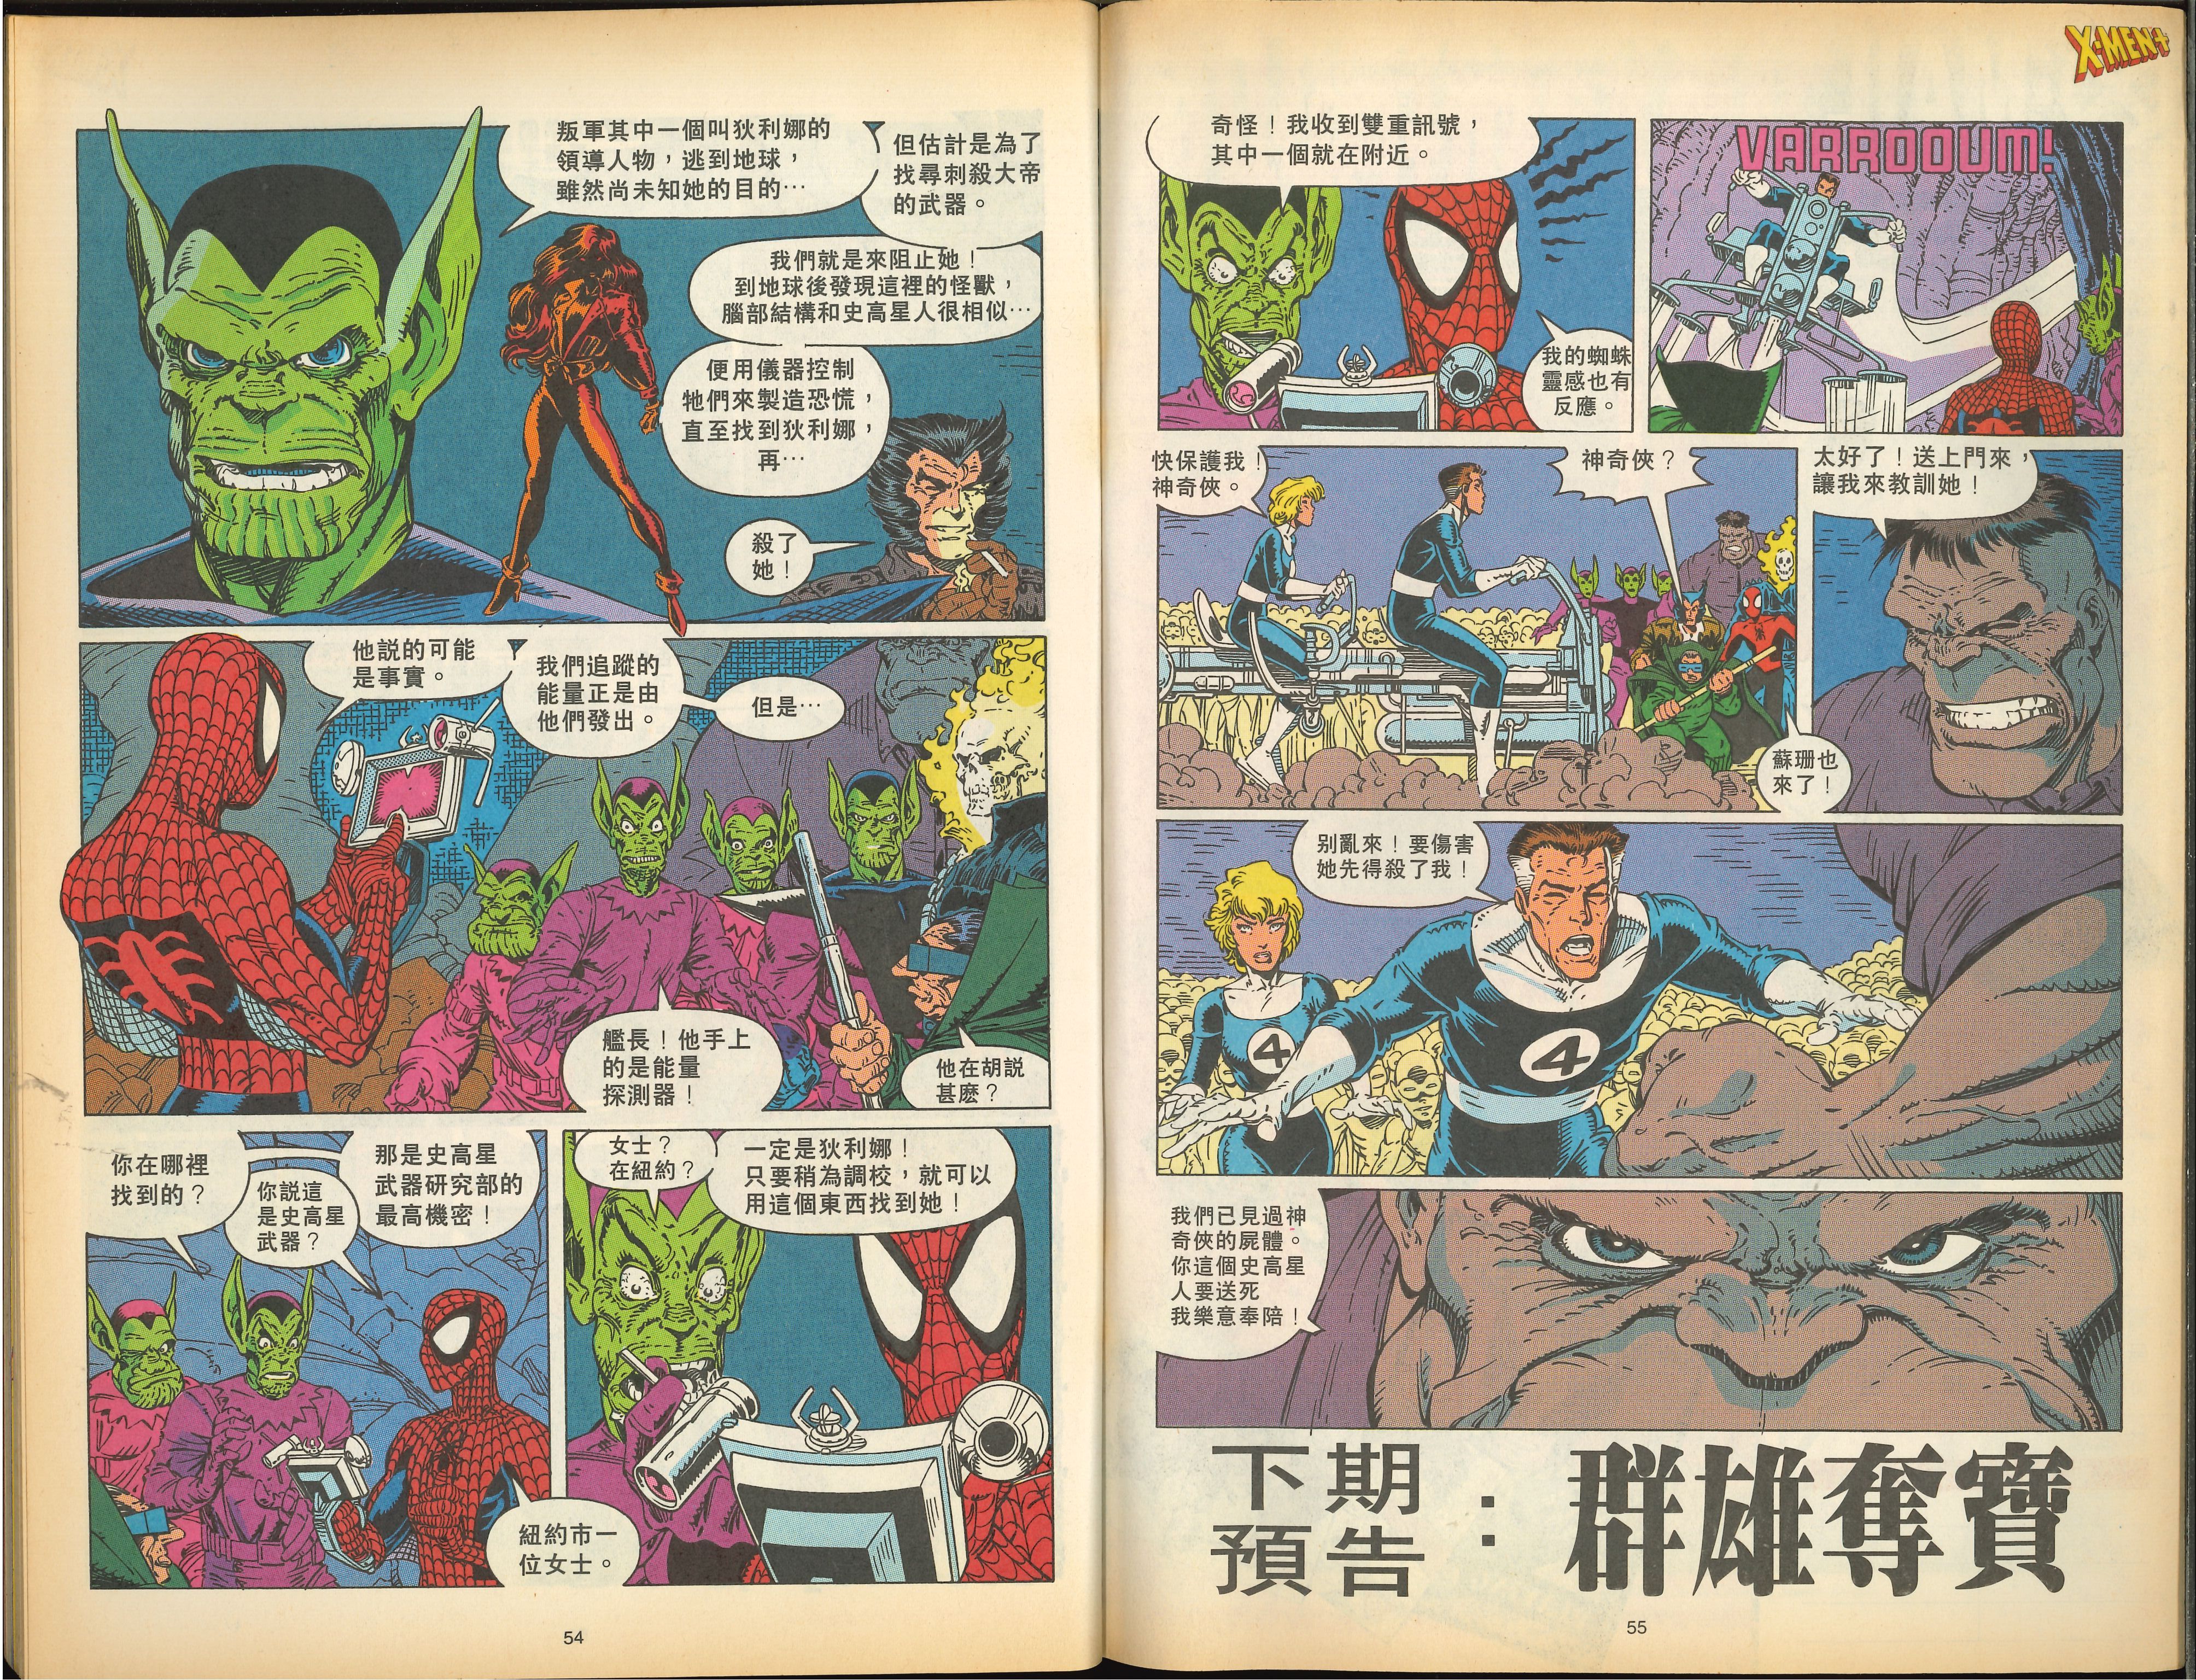 叛軍其中一個叫狄利娜的
領導人物，逃到地球，
雖然尚未知她的目的…
但估計是為了
找尋刺殺大帝
的武器。
我們就是來阻止她！
到地球後發現這裡的怪獸，
腦部結構和史高星人很相似…
便用儀器控制
牠們來製造恐慌，
直至找到狄利娜，
再…
殺了
她！
他説的可能
是事實。
我們追蹤的
能量正是由
他們發出。
但是…
艦長！他手上
的是能量
探測器！
他在胡説
甚麽？
你在哪裡
找到的？
你説這
是史高星
武器？
那是史高星
武器研究部的
最高機密！
紐約市一
位女士。
女士？
在紐約？
一定是狄利娜！
只要稍為調校，就可以
用這個東西找到她！
54
X-MEN+
奇怪！我收到雙重訊號，
其中一個就在附近。
我的蜘蛛
靈感也有
反應。
VARROOUM!
快保護我！
神奇俠。
神奇俠？
蘇珊也
來了！
太好了！送上門來，
讓我來教訓她！
别亂來！要傷害
她先得殺了我！
4
4
我們已見過神
奇俠的屍體。
你這個史高星
人要送死
我樂意奉陪！
下期
預告：群雄奪寶
55